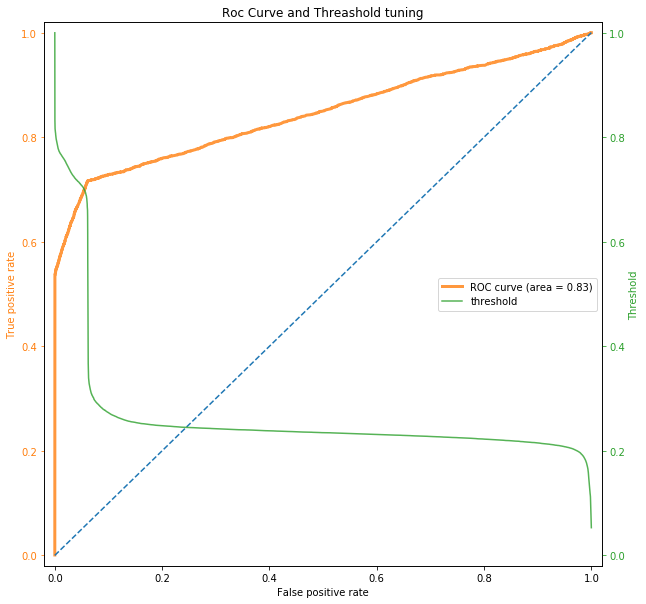 Roc Curve and Threashold tuning
1.0
0.8
0.6
0.4
0.2
0.0
True positive rate
1.0
0.8
0.6
0.4
0.2
0.0
Threshold
ROC curve (area = 0.83)
threshold
0.0 0.2 0.4 0.6 0.8 1.0
False positive rate